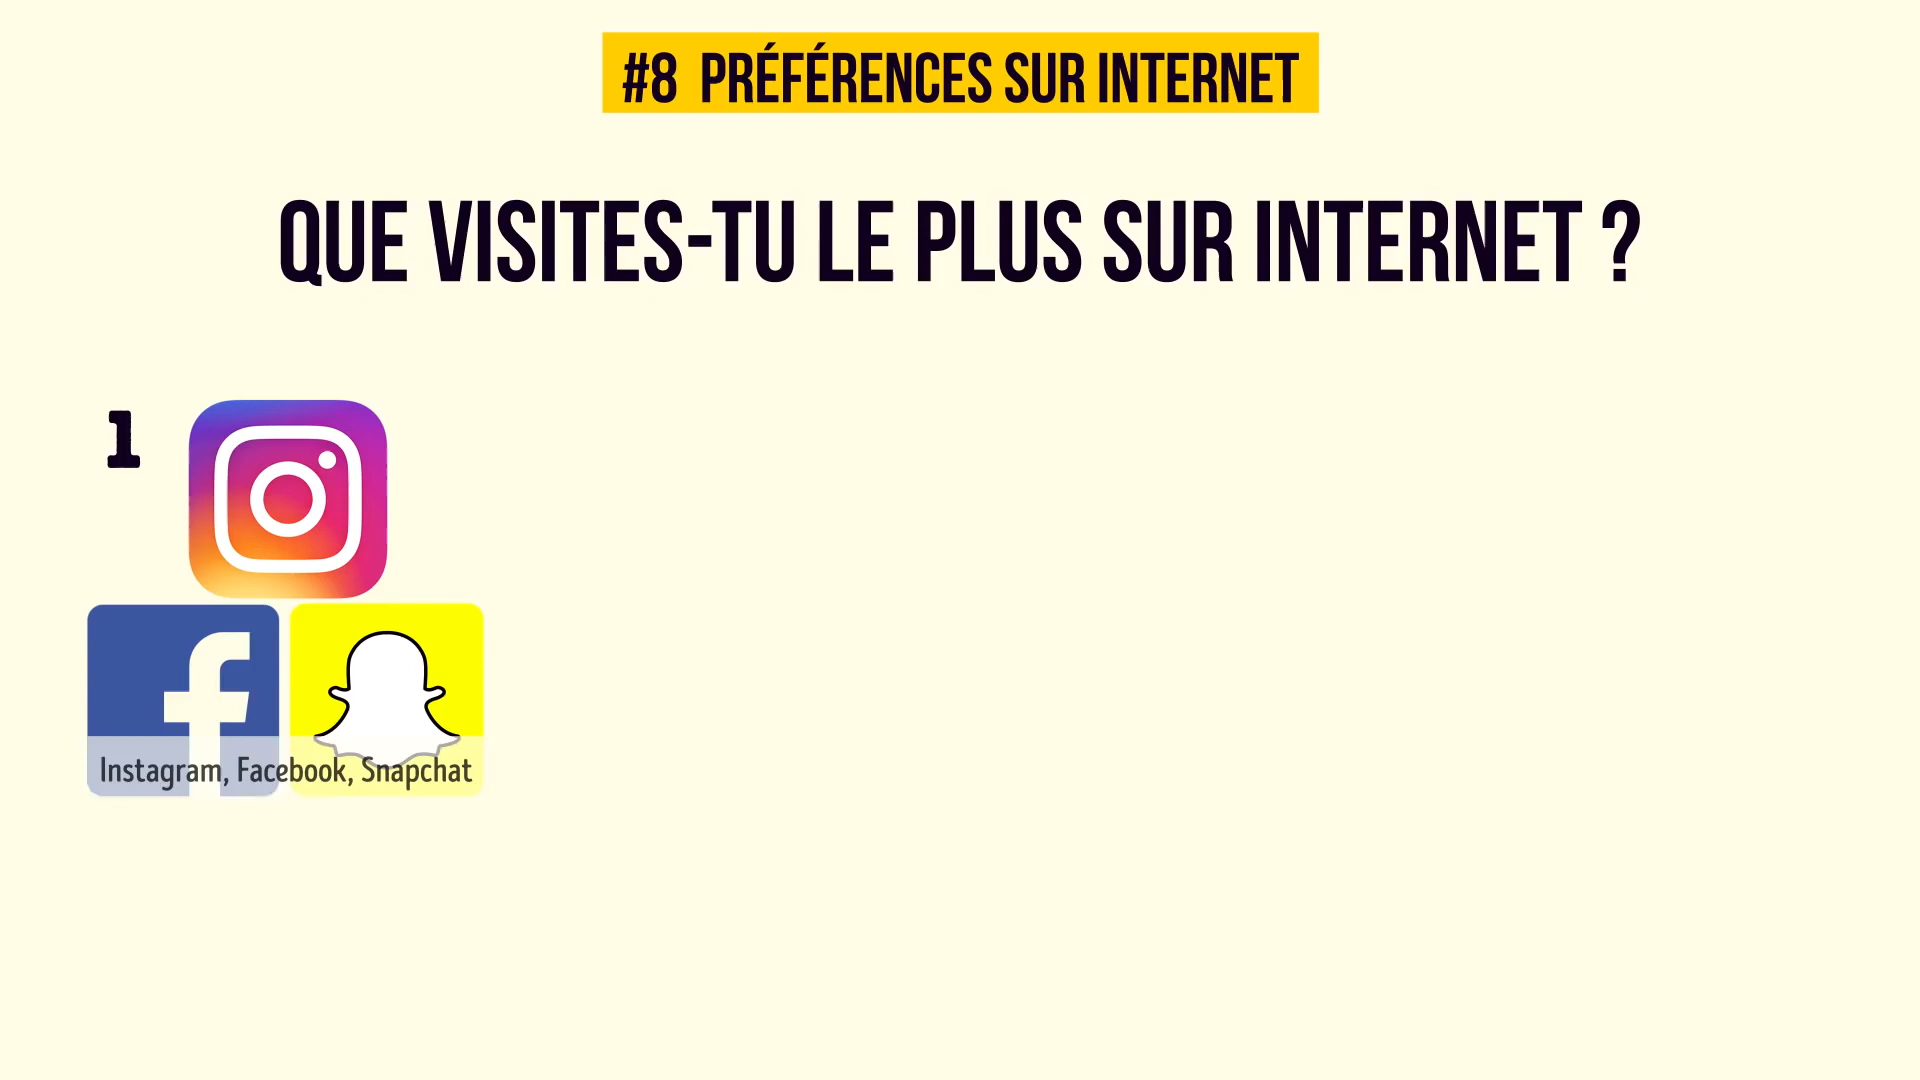 #8 PRÉFÉRENCES SUR INTERNET
QUE VISITES-TU LE PLUS SUR INTERNET ?
1
Instagram, Facebook, Snapchat